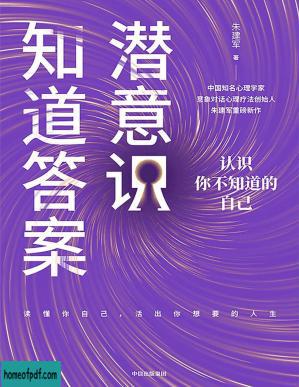 朱建军 著
潜意识
知道答案
中国知名心理学家
意象对话心理疗法创始人
朱建军重磅新作
认识
你不知道的
自己
读懂你自己，活出你想要的人生
中信出版集团
homeofpdf.com